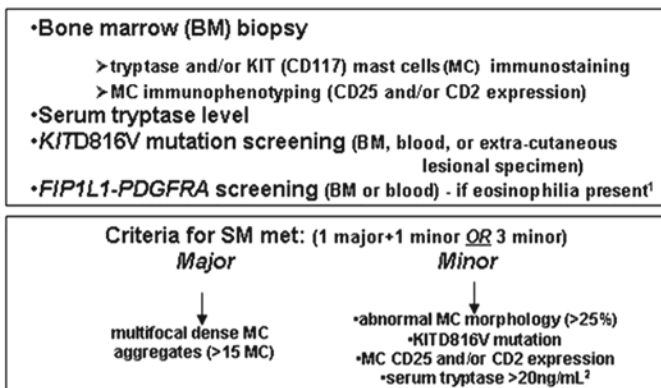 •Bone marrow (BM) biopsy
➢tryptase and/or KIT (CD117) mast cells(MC) immunostaining
➢MC immunophenotyping (CD25 and/or CD2 expression)
•Serum tryptase level
•KITD816V mutation screening (BM, blood, or extra-cutaneous
lesional specimen)
•FIP1L1-PDGFRA screening (BM or blood) - if eosinophilia present¹
Criteria for SM met: (1 major+1 minor OR 3 minor)
Major
multifocal dense MC
aggregates (>15 MC)
Minor
•abnormal MC morphology (>25%)
•KITD816V mutation
•MC CD25 and/or CD2 expression
•serum tryptase >20ng/mL²